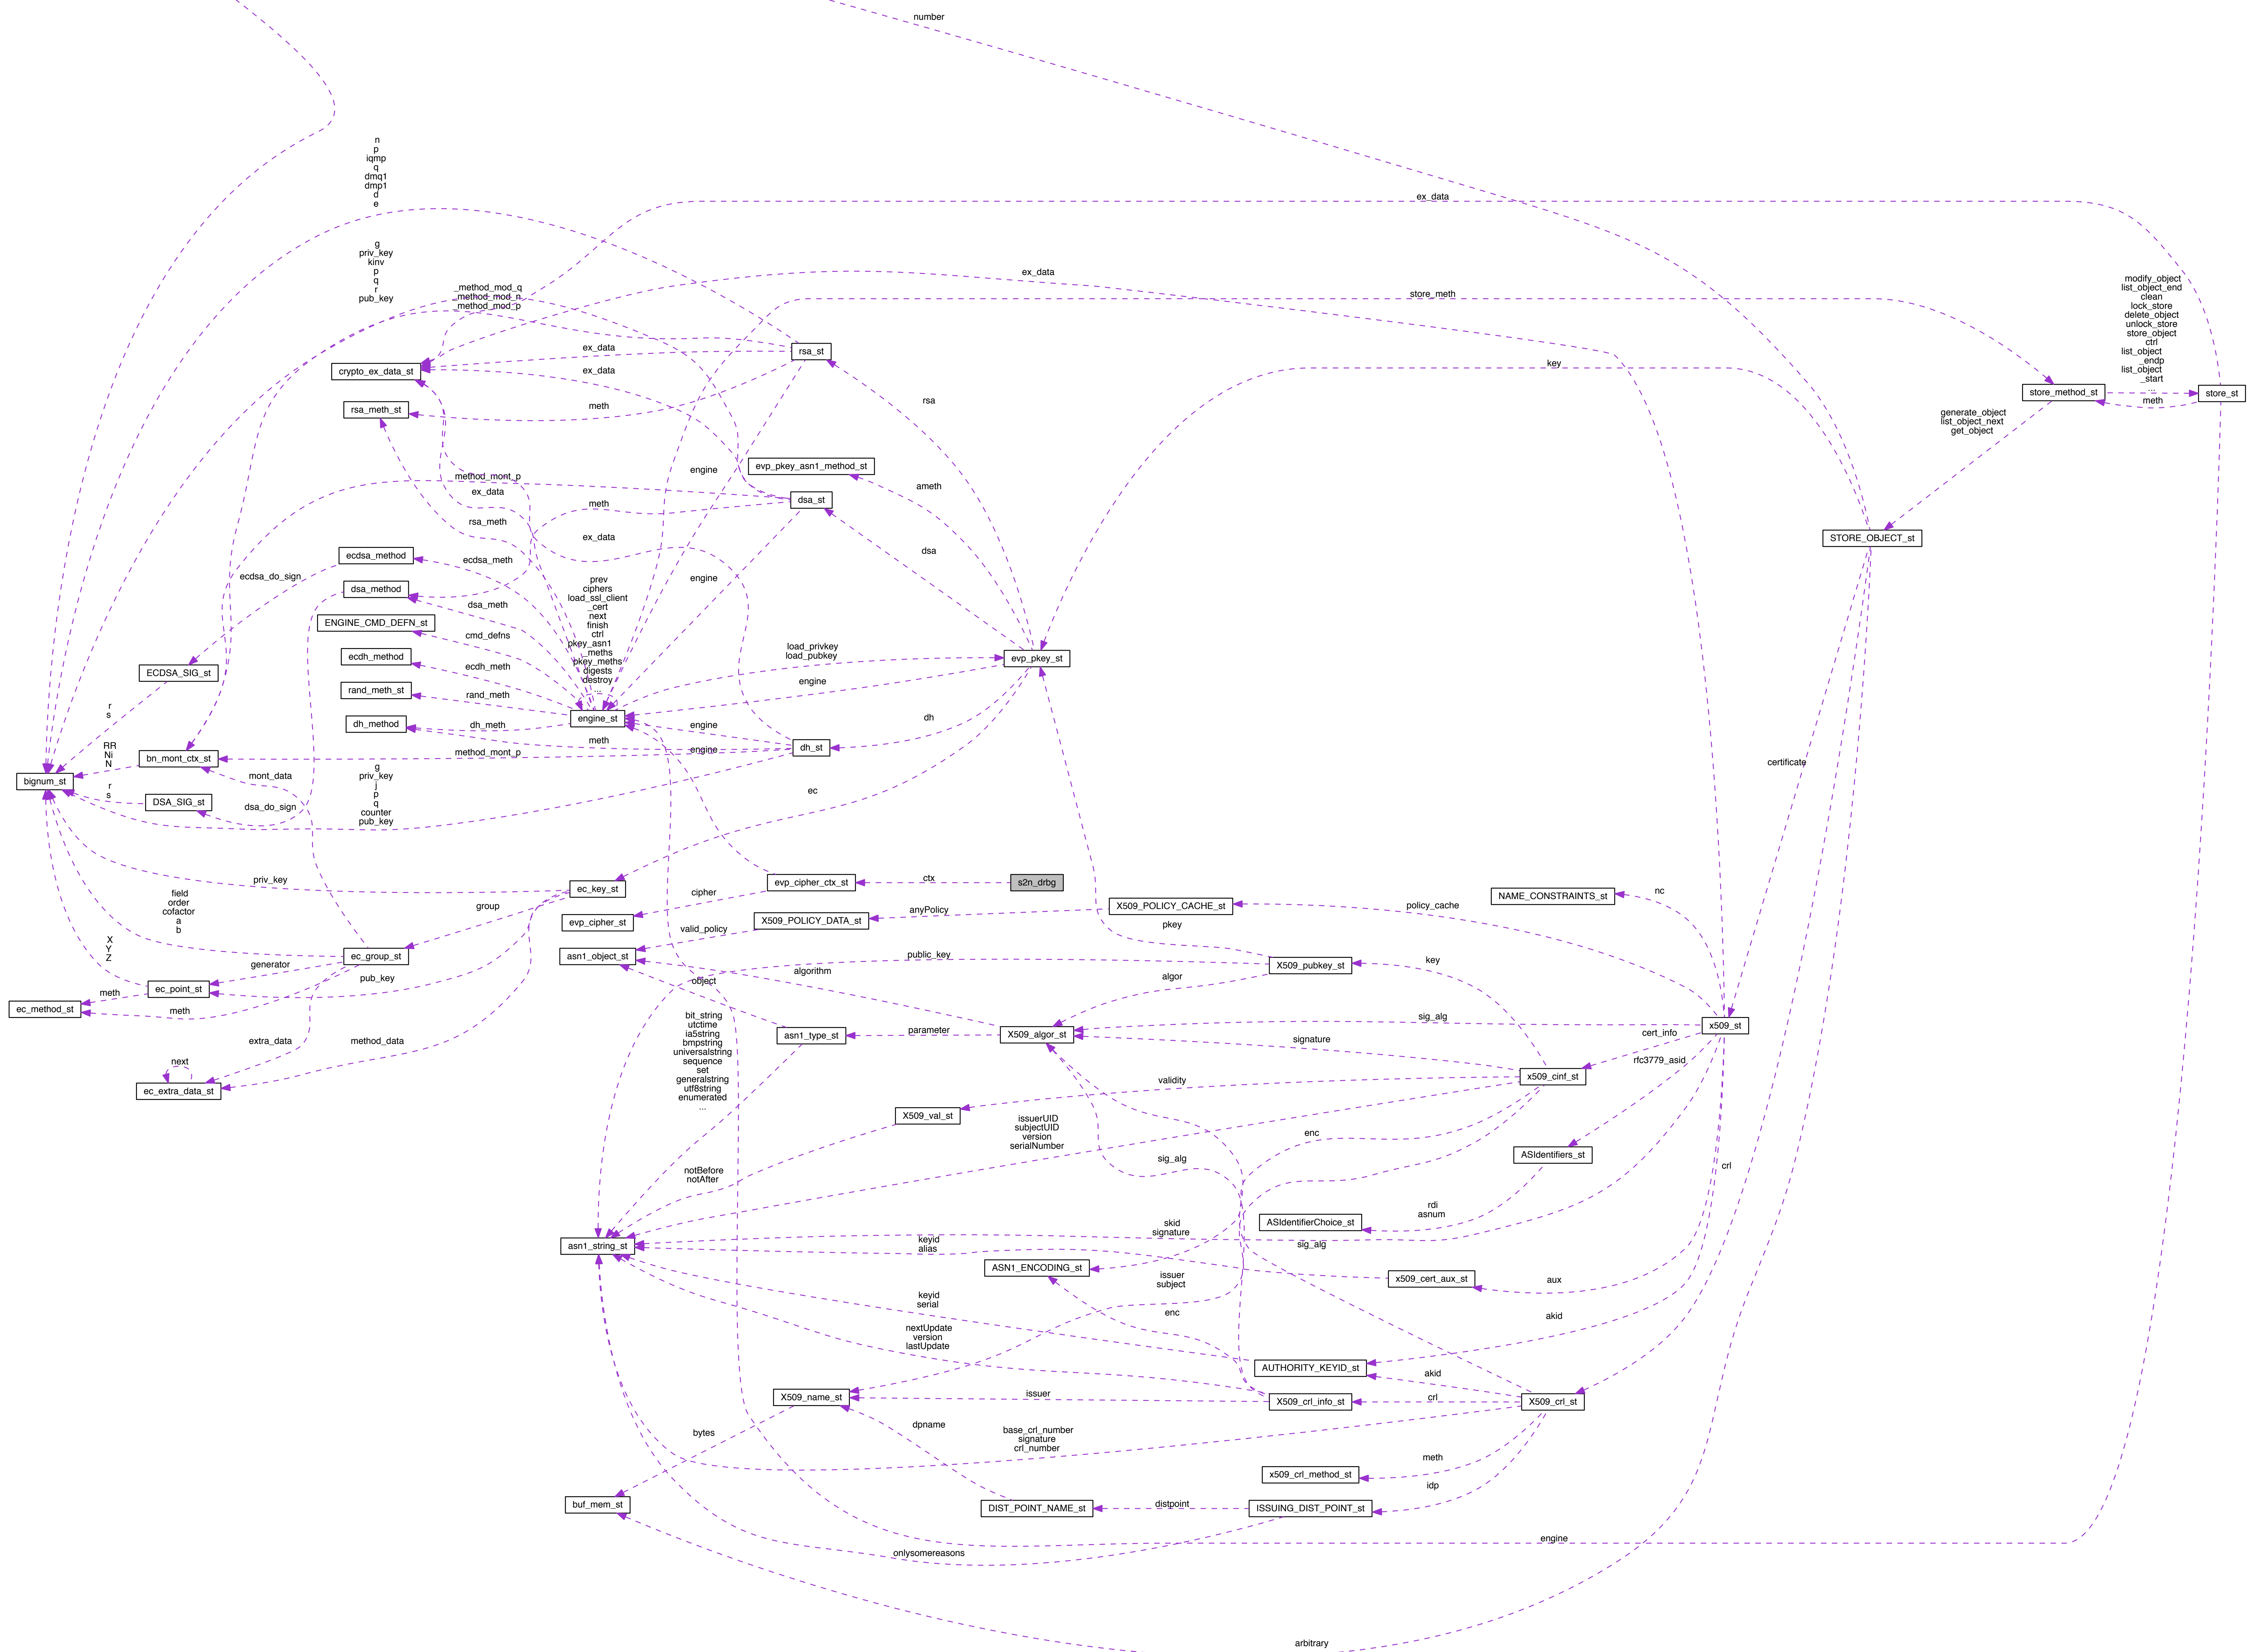 number
n
p
iqmp
q
dmq1
dmp1
d
e
ex_data
g
priv_key
kinv
p
q
r
pub_key
_method_mod_q
_method_mod_n
_method_mod_p
ex_data
store_meth
modify_object
list_object_end
clean
lock_store
delete_object
unlock_store
store_object
ctrl
list_object
_endp
list_object
_start
...
rsa_st
ex_data
crypto_ex_data_st
ex_data
key
store_method_st
meth
store_st
rsa
rsa_meth_st
meth
generate_object
list_object_next
get_object
engine
evp_pkey_asn1_method_st
method_mont_p
ameth
ex_data
dsa_st
meth
rsa_meth
ex_data
STORE_OBJECT_st
ecdsa_method
ecdsa_meth
dsa
ecdsa_do_sign
engine
dsa_method
dsa_meth
prev
ciphers
load_ssl_client
_cert
next
finish
ctrl
pkey_asn1
_meths
pkey_meths
digests
destroy
...
ENGINE_CMD_DEFN_st
cmd_defns
ecdh_method
ecdh_meth
load_privkey
load_pubkey
evp_pkey_st
ECDSA_SIG_st
rand_meth_st
rand_meth
engine
r
s
dh_method
dh_meth
engine_st
engine
dh
meth
dh_st
RR
Ni
N
bn_mont_ctx_st
method_mont_p
engine
certificate
bignum_st
mont_data
g
priv_key
j
p
q
counter
pub_key
r
s
DSA_SIG_st
dsa_do_sign
ec
priv_key
ec_key_st
evp_cipher_ctx_st
ctx
s2n_drbg
field
order
cofactor
a
b
cipher
NAME_CONSTRAINTS_st
nc
group
evp_cipher_st
X509_POLICY_DATA_st
anyPolicy
X509_POLICY_CACHE_st
policy_cache
pkey
valid_policy
X
Y
Z
ec_group_st
asn1_object_st
public_key
X509_pubkey_st
key
generator
pub_key
object
algorithm
algor
ec_point_st
meth
ec_method_st
meth
bit_string
utctime
ia5string
bmpstring
universalstring
sequence
set
generalstring
utf8string
enumerated
...
asn1_type_st
parameter
X509_algor_st
sig_alg
x509_st
signature
cert_info
extra_data
method_data
rfc3779_asid
next
ec_extra_data_st
validity
x509_cinf_st
X509_val_st
issuerUID
subjectUID
version
serialNumber
enc
ASIdentifiers_st
sig_alg
crl
notBefore
notAfter
rdi
asnum
ASIdentifierChoice_st
skid
signature
asn1_string_st
keyid
alias
sig_alg
ASN1_ENCODING_st
issuer
subject
x509_cert_aux_st
aux
keyid
serial
enc
akid
nextUpdate
version
lastUpdate
AUTHORITY_KEYID_st
akid
X509_name_st
issuer
X509_crl_info_st
crl
X509_crl_st
dpname
bytes
base_crl_number
signature
crl_number
meth
x509_crl_method_st
idp
buf_mem_st
DIST_POINT_NAME_st
distpoint
ISSUING_DIST_POINT_st
engine
onlysomereasons
arbitrary